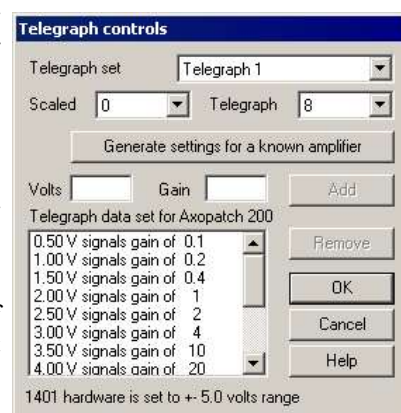 Telegraph controls
Telegraph set Telegraph 1
Scaled 0 Telegraph 8
Generate settings for a known amplifier
Volts Gain Add
Telegraph data set for Axopatch 200
0.50 V signals gain of 0.1
1.00 V signals gain of 0.2
1.50 V signals gain of 0.4
2.00 V signals gain of 1
2.50 V signals gain of 2
3.00 V signals gain of 4
3.50 V signals gain of 10
4.00 V signals gain of 20
Remove
OK
Cancel
Help
1401 hardware is set to +- 5.0 volts range